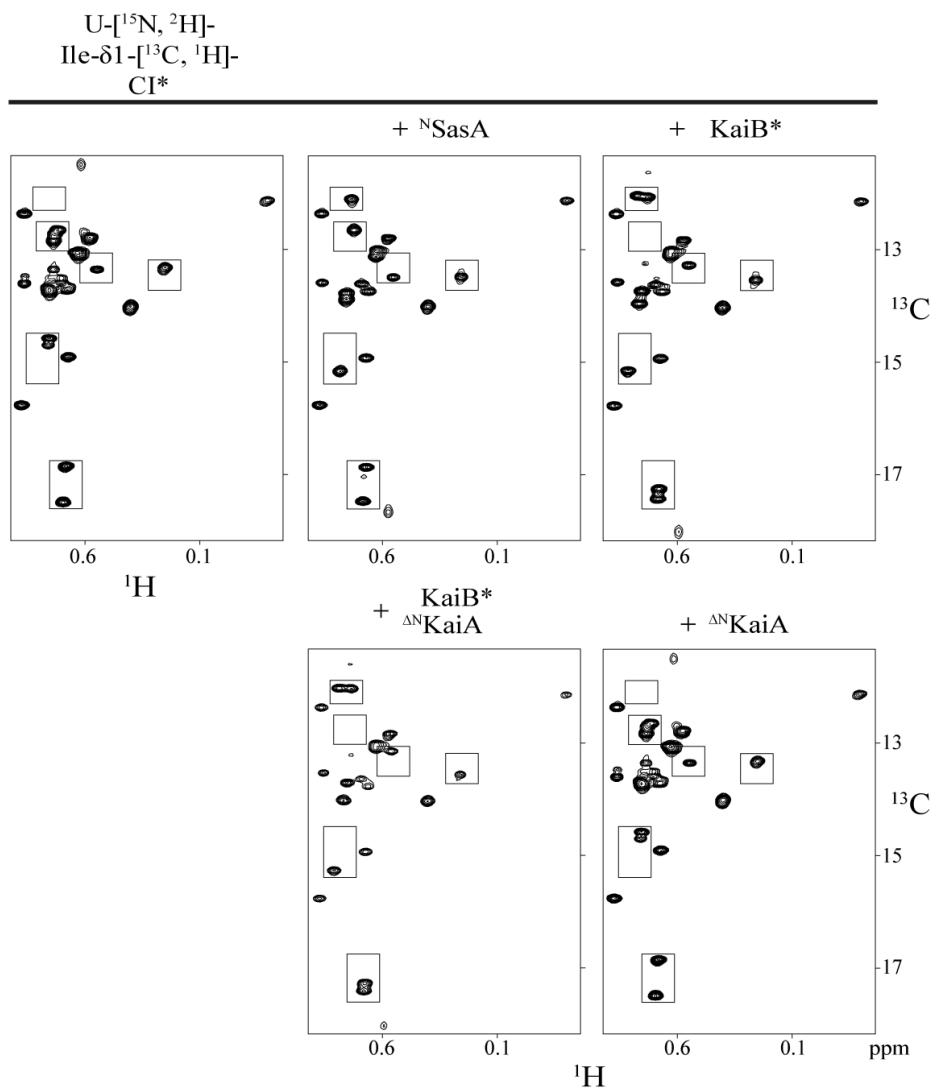 U-[¹⁵N, ²H]-
Ile-δ1-[¹³C, ¹H]-
CI*
+ ᴺSasA
+ KaiB*
13
¹³C
15
17
0.6 0.1
0.6 0.1
0.6 0.1
¹H
+ KaiB*
ᐞᴺKaiA
+ ᐞᴺKaiA
13
¹³C
15
17
0.6 0.1
0.6 0.1
ppm
¹H